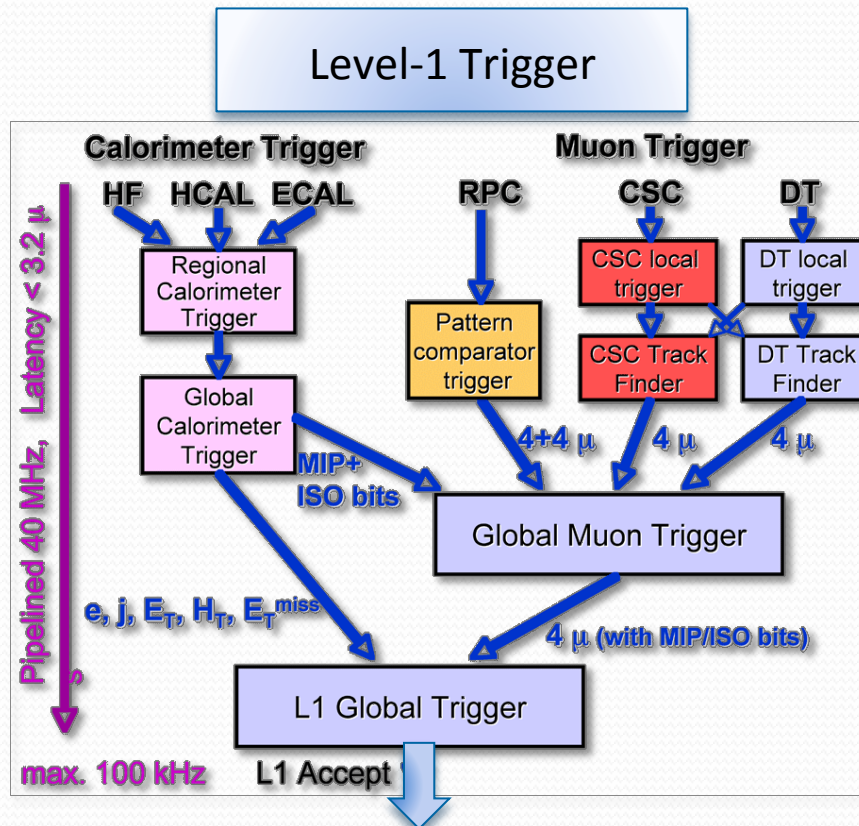 Level-1 Trigger
Calorimeter Trigger
Muon Trigger
HF HCAL ECAL
RPC CSC DT
Regional
Calorimeter
Trigger
CSC local
trigger
DT local
trigger
Pattern
comparator
trigger
CSC Track
Finder
DT Track
Finder
Global
Calorimeter
Trigger
MIP+
ISO bits
4+4 μ
4 μ
4 μ
Global Muon Trigger
e, j, E_T, H_T, E_T^miss
4 μ (with MIP/ISO bits)
L1 Global Trigger
Pipelined 40 MHz, Latency < 3.2 μ
s
max. 100 kHz
L1 Accept